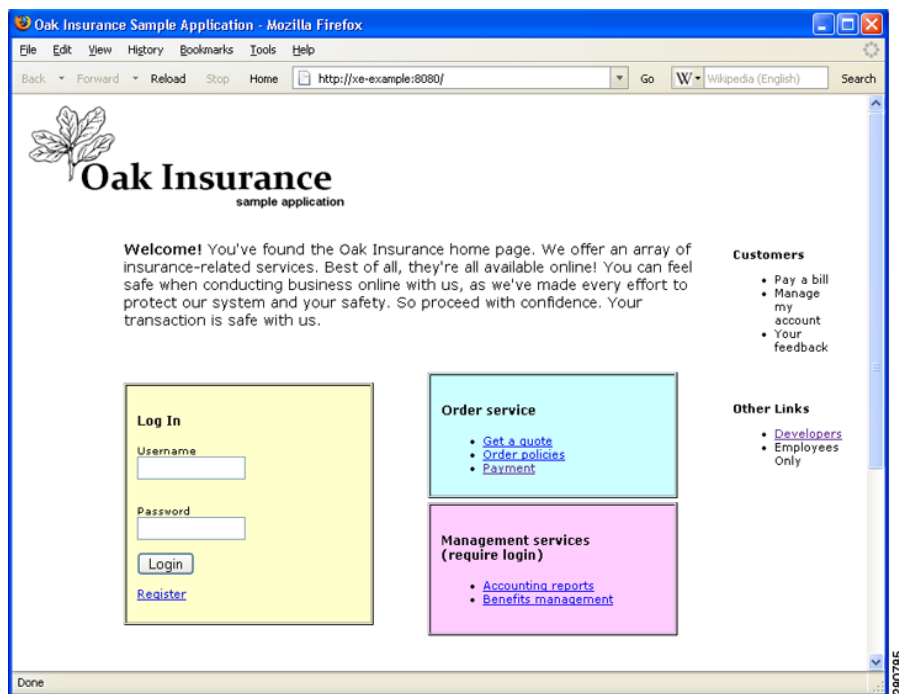 Oak Insurance Sample Application - Mozilla Firefox
File Edit View History Bookmarks Tools Help
Back Forward Reload Stop Home http://xe-example:8080/ Go W Wikipedia (English) Search
Oak Insurance
sample application
Welcome! You've found the Oak Insurance home page. We offer an array of
insurance-related services. Best of all, they're all available online! You can feel
safe when conducting business online with us, as we've made every effort to
protect our system and your safety. So proceed with confidence. Your
transaction is safe with us.
Customers
• Pay a bill
• Manage
my
account
• Your
feedback
Log In
Username
Password
Login
Register
Order service
• Get a quote
• Order policies
• Payment
Management services
(require login)
• Accounting reports
• Benefits management
Other Links
• Developers
• Employees
Only
Done
280785